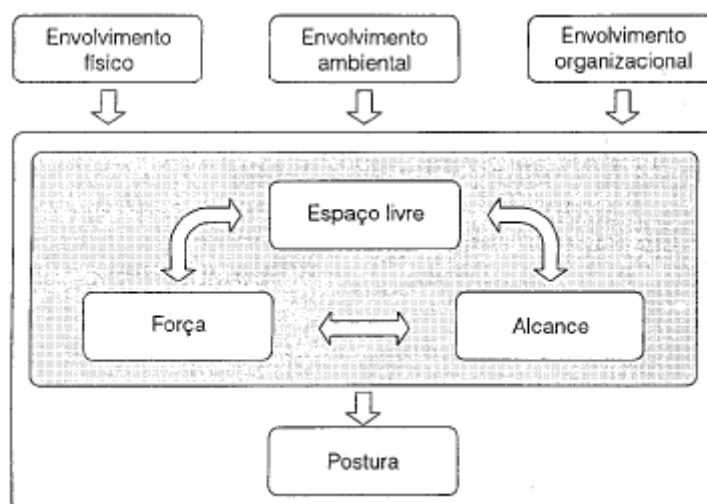 Envolvimento
físico
Envolvimento
ambiental
Envolvimento
organizacional
Espaço livre
Força
Alcance
Postura